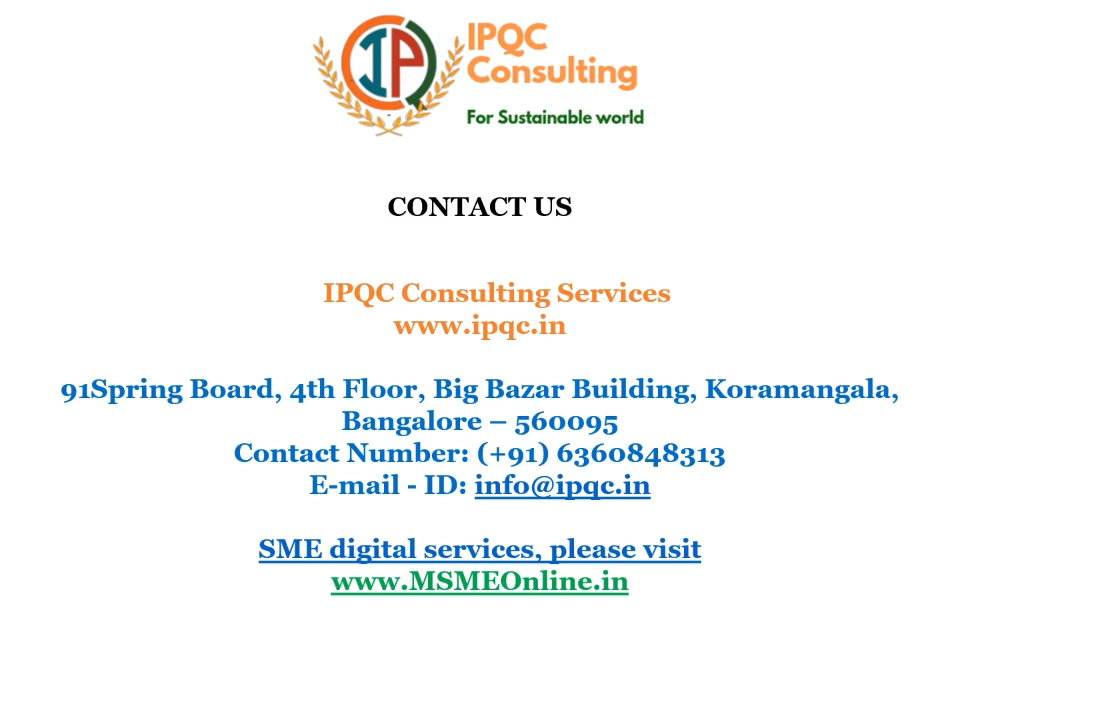 IPQC
Consulting
For Sustainable world
CONTACT US
IPQC Consulting Services
www.ipqc.in
91Spring Board, 4th Floor, Big Bazar Building, Koramangala,
Bangalore – 560095
Contact Number: (+91) 6360848313
E-mail - ID: info@ipqc.in
SME digital services, please visit
www.MSMEOnline.in